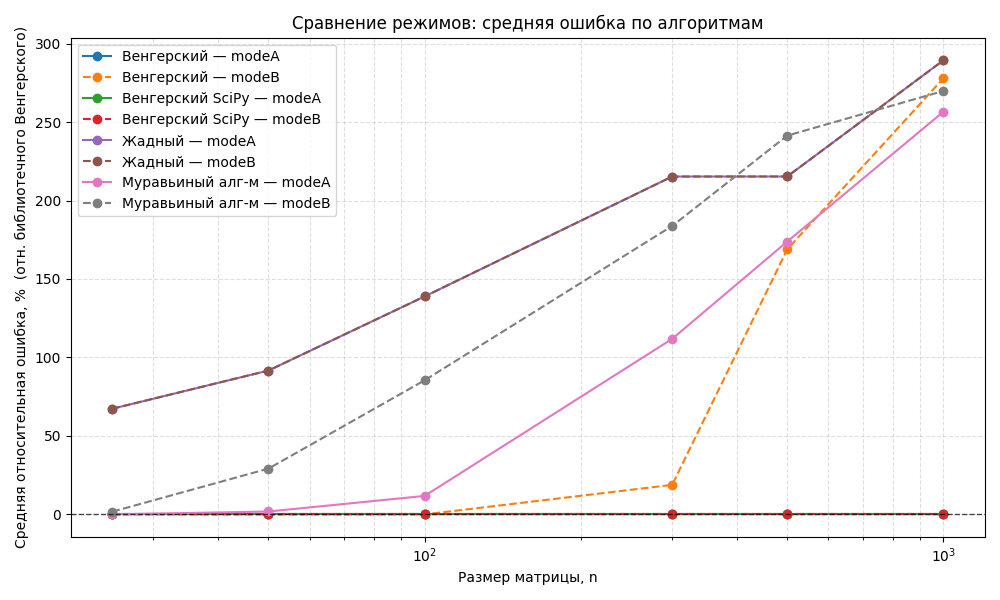 Сравнение режимов: средняя ошибка по алгоритмам
Средняя относительная ошибка, % (отн. библиотечного Венгерского)
300
250
200
150
100
50
0
Венгерский — modeA
Венгерский — modeB
Венгерский SciPy — modeA
Венгерский SciPy — modeB
Жадный — modeA
Жадный — modeB
Муравьиный алг-м — modeA
Муравьиный алг-м — modeB
10²
10³
Размер матрицы, n